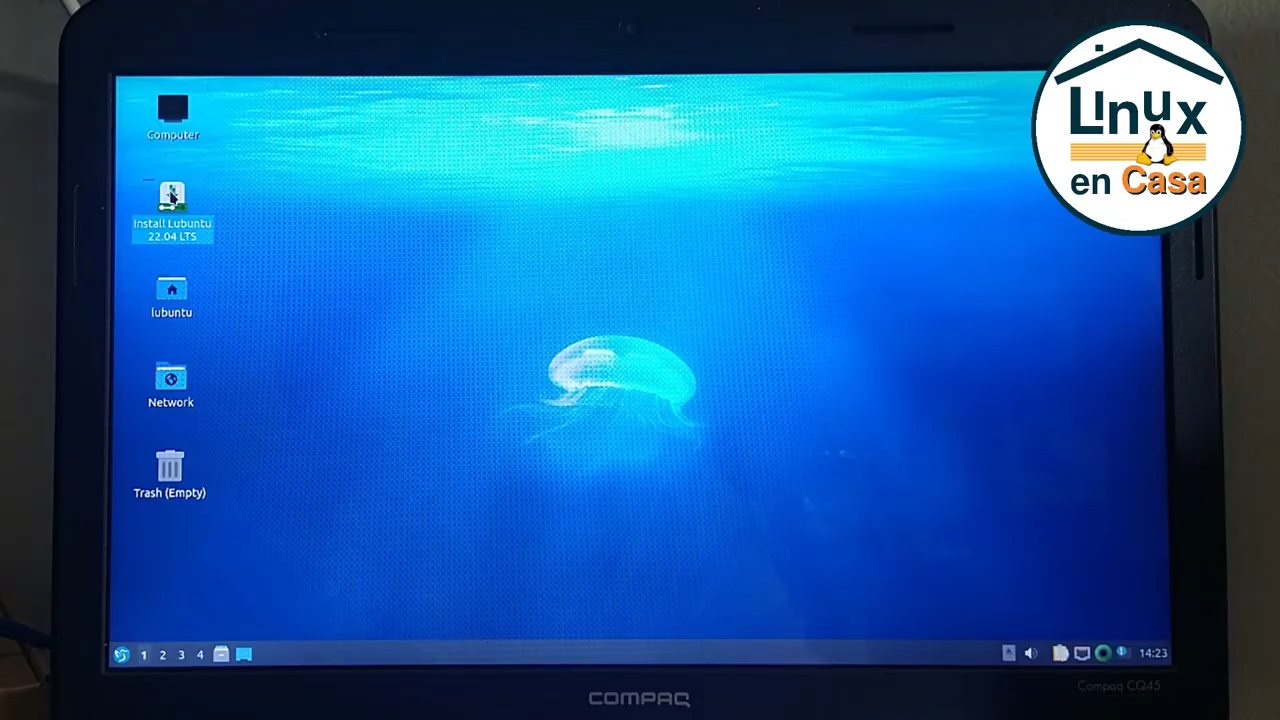 Linux
en Casa
Computer
Install Lubuntu
22.04 LTS
lubuntu
Network
Trash (Empty)
1 2 3 4
14:23
COMPAQ
Compaq CQ45